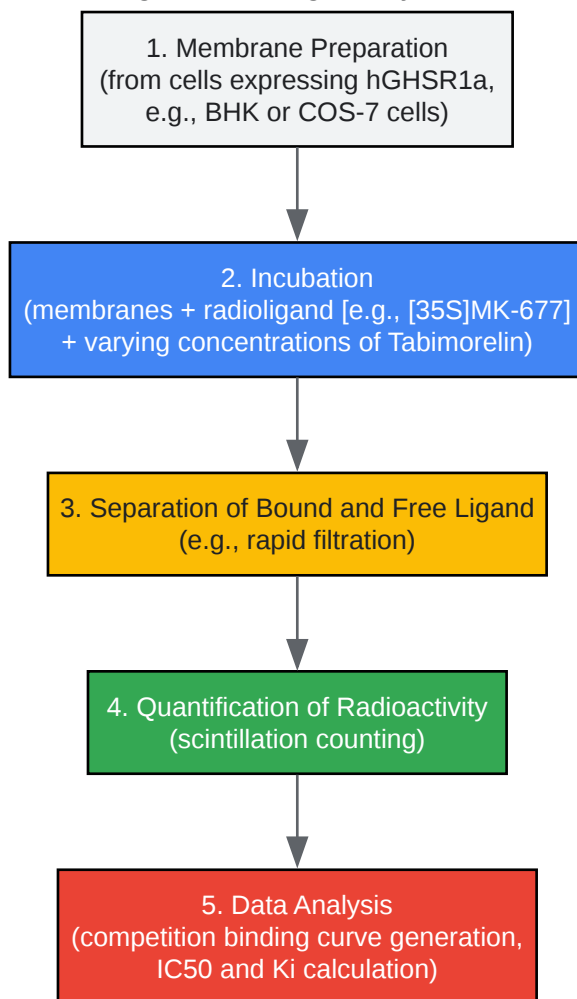 1. Membrane Preparation
(from cells expressing hGHSR1a,
e.g., BHK or COS-7 cells)
2. Incubation
(membranes + radioligand [e.g., [35S]MK-677]
+ varying concentrations of Tabimorelin)
3. Separation of Bound and Free Ligand
(e.g., rapid filtration)
4. Quantification of Radioactivity
(scintillation counting)
5. Data Analysis
(competition binding curve generation,
IC50 and Ki calculation)